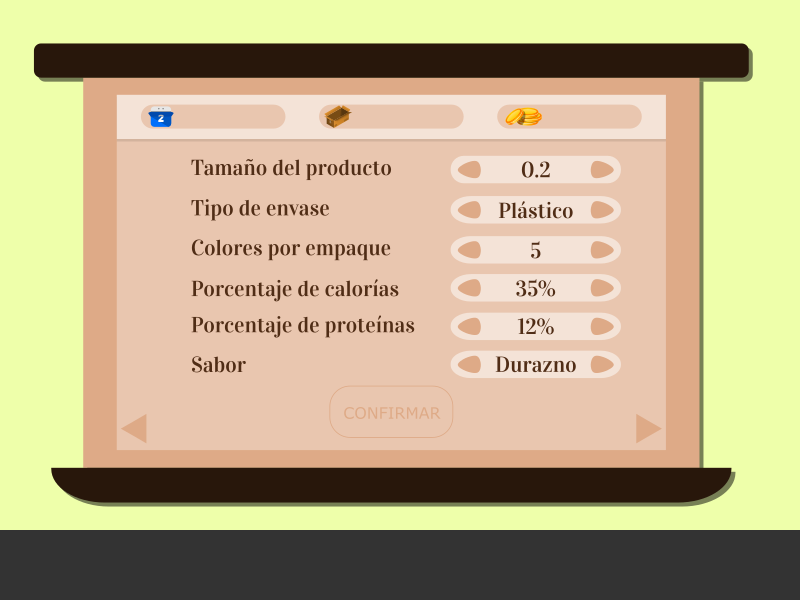 2
Tamaño del producto 0.2
Tipo de envase Plástico
Colores por empaque 5
Porcentaje de calorías 35%
Porcentaje de proteínas 12%
Sabor Durazno
CONFIRMAR